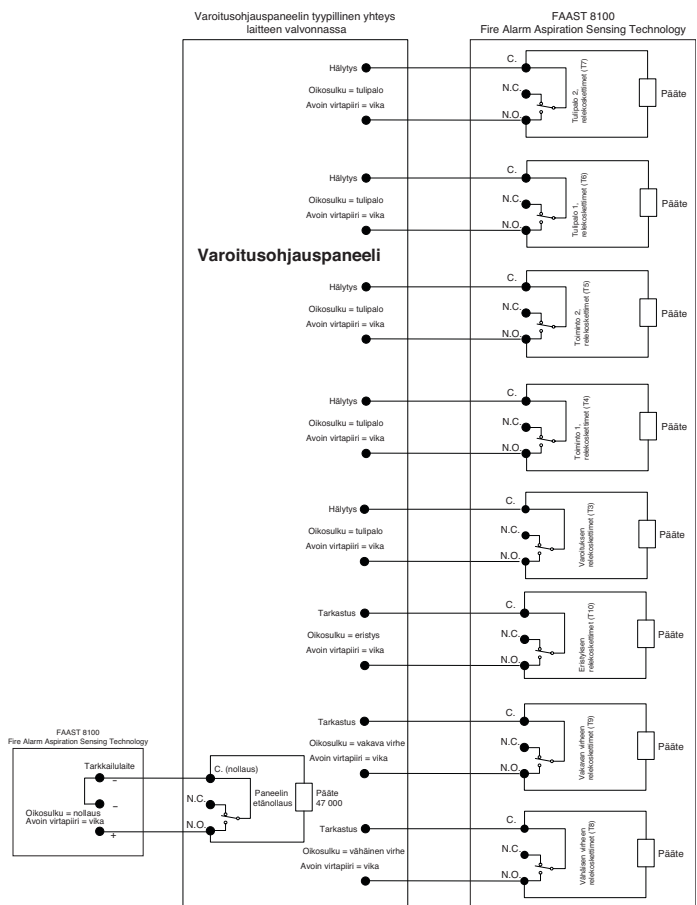 Varoitusohjauspaneelin tyypillinen yhteys
laitteen valvonnassa
FAAST 8100
Fire Alarm Aspiration Sensing Technology
Hälytys
Oikosulku = tulipalo
Avoin virtapiiri = vika
C.
N.C.
N.O.
Tulipalo 2,
relekoskettimet (T7)
Pääte
Hälytys
Oikosulku = tulipalo
Avoin virtapiiri = vika
C.
N.C.
N.O.
Tulipalo 1,
relekoskettimet (T6)
Pääte
Varoitusohjauspaneeli
Hälytys
Oikosulku = tulipalo
Avoin virtapiiri = vika
C.
N.C.
N.O.
Toiminto 2,
relekoskettimet (T5)
Pääte
Hälytys
Oikosulku = tulipalo
Avoin virtapiiri = vika
C.
N.C.
N.O.
Toiminto 1,
relekoskettimet (T4)
Pääte
Hälytys
Oikosulku = tulipalo
Avoin virtapiiri = vika
C.
N.C.
N.O.
Varoituksen
relekoskettimet (T3)
Pääte
Tarkastus
Oikosulku = eristys
Avoin virtapiiri = vika
C.
N.C.
N.O.
Eristyksen
relekoskettimet (T10)
Pääte
Tarkastus
Oikosulku = vakava virhe
Avoin virtapiiri = vika
C.
N.C.
N.O.
Vakavan virheen
relekoskettimet (T9)
Pääte
FAAST 8100
Fire Alarm Aspiration Sensing Technology
Tarkkailulaite
–
–
Oikosulku = nollaus
Avoin virtapiiri = vika
+
C. (nollaus)
N.C.
N.O.
Paneelin
etänollaus
Pääte
47 000
Tarkastus
Oikosulku = vähäinen virhe
Avoin virtapiiri = vika
C.
N.C.
N.O.
Vähäisen virheen
relekoskettimet (T8)
Pääte